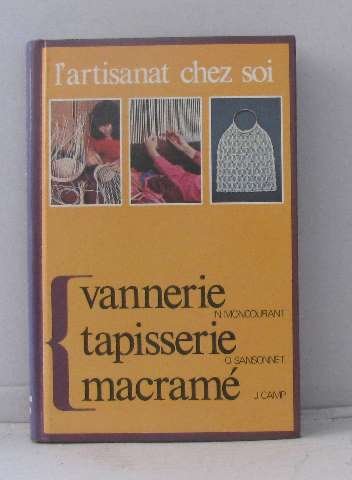 l'artisanat chez soi
vannerie
N. MONCOURANT
tapisserie
O. SANSONNET
macramé
J. CAMP